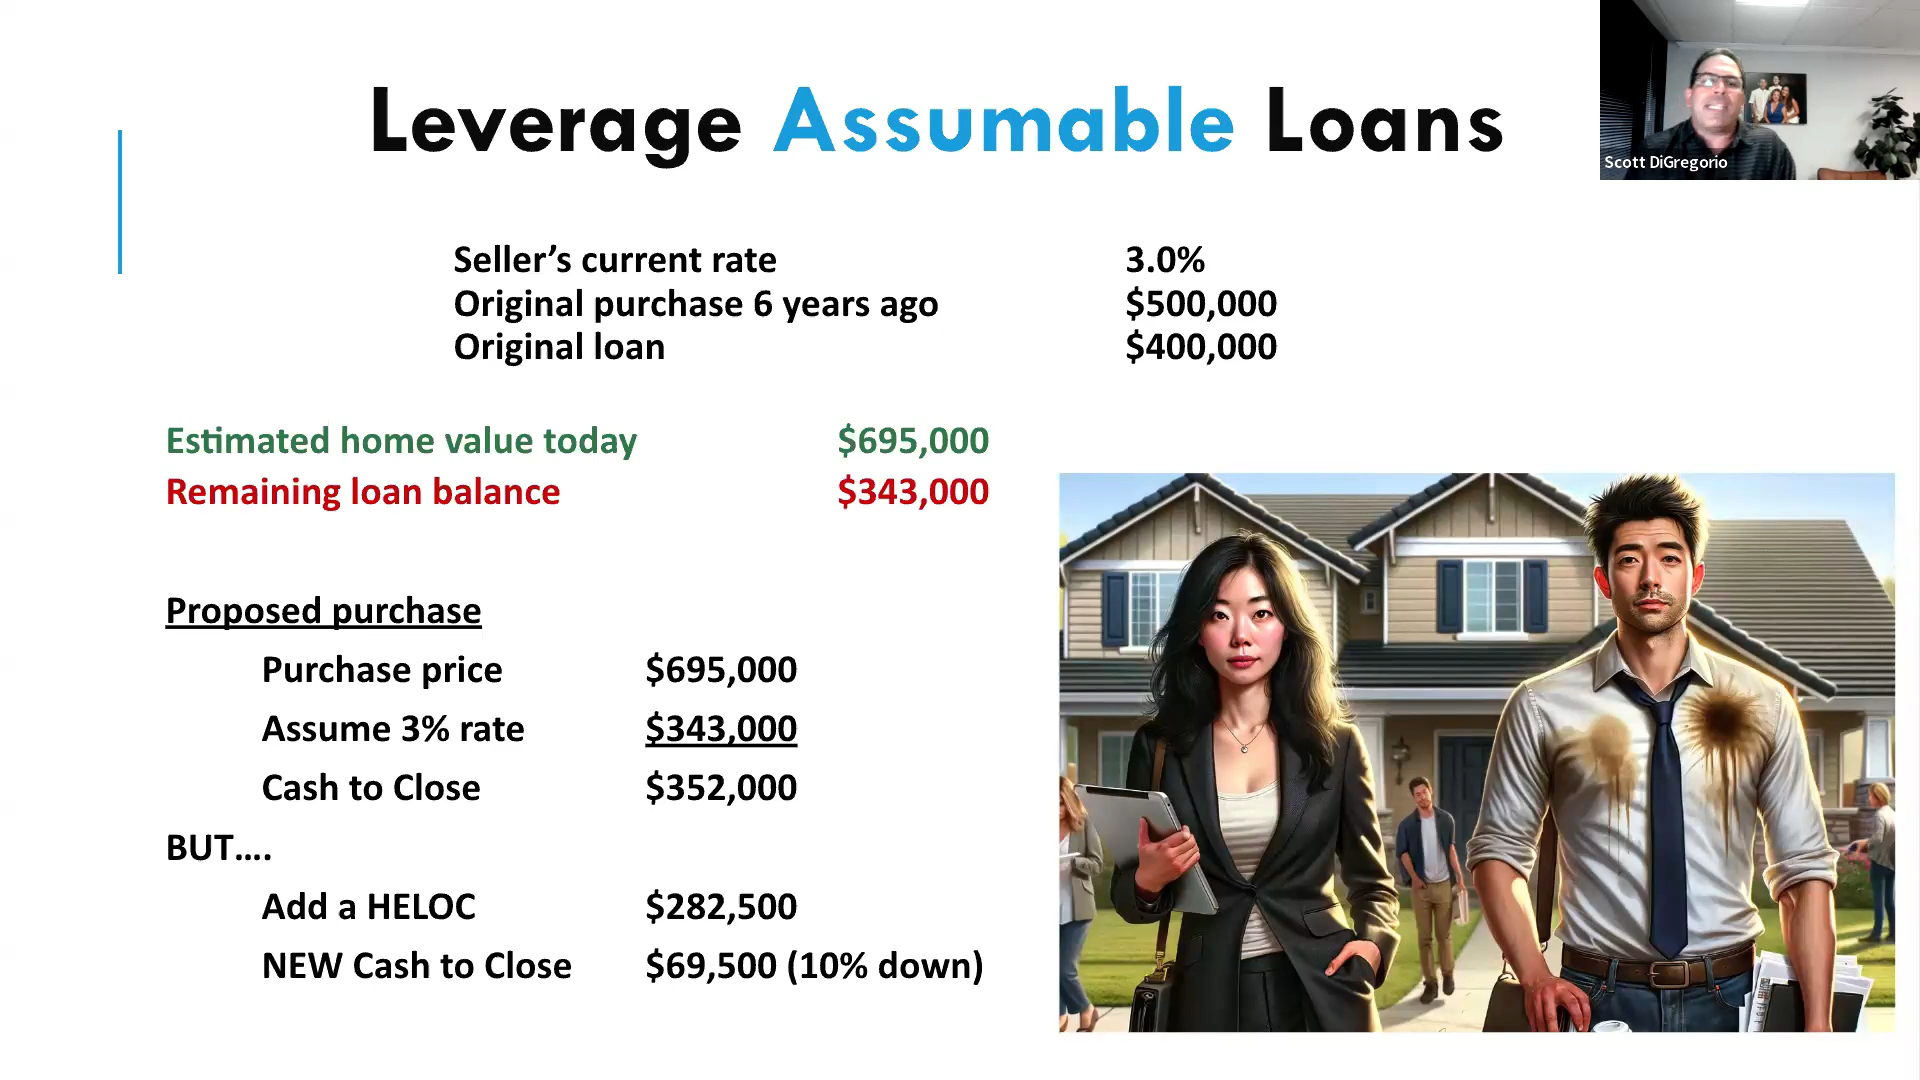 Leverage Assumable Loans
Scott DiGregorio
Seller’s current rate 3.0%
Original purchase 6 years ago $500,000
Original loan $400,000
Estimated home value today $695,000
Remaining loan balance $343,000
Proposed purchase
Purchase price $695,000
Assume 3% rate $343,000
Cash to Close $352,000
BUT….
Add a HELOC $282,500
NEW Cash to Close $69,500 (10% down)